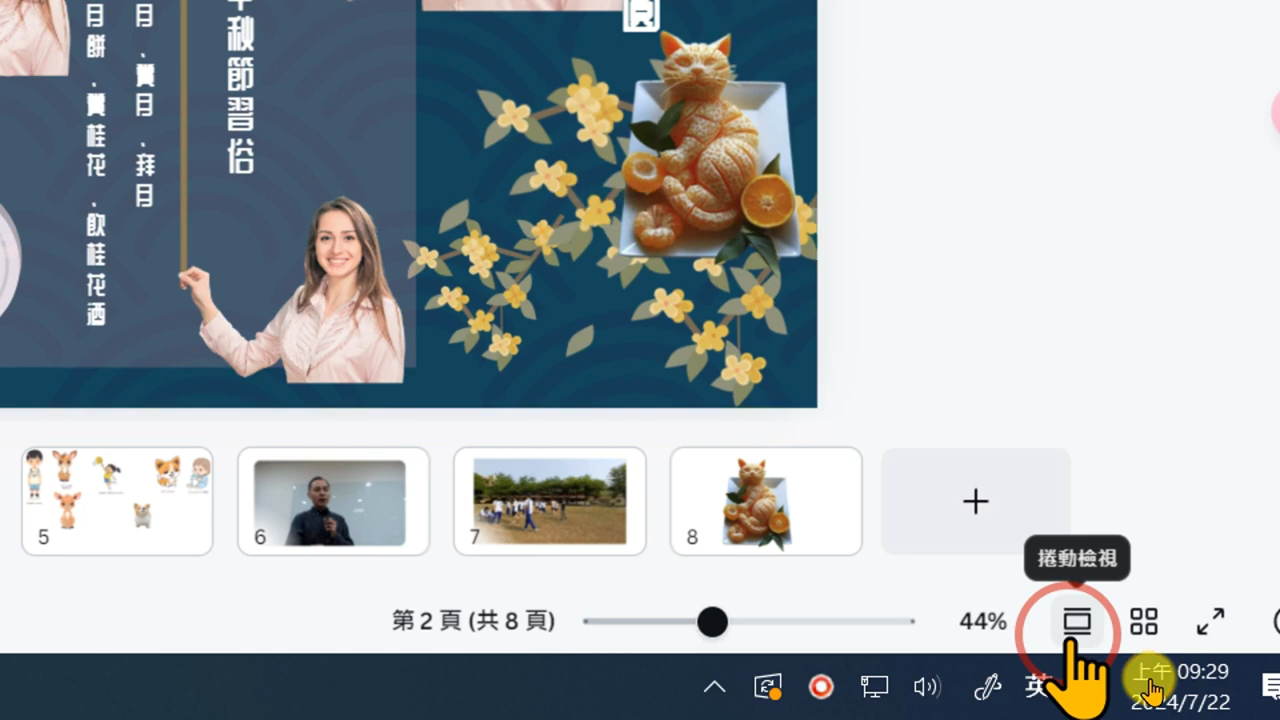 圓
中秋節習俗
月、賞月、拜月
月餅、賞桂花、飲桂花酒
5
6
7
8
捲動檢視
第 2 頁 (共 8 頁)
44%
英
上午 09:29
2024/7/22